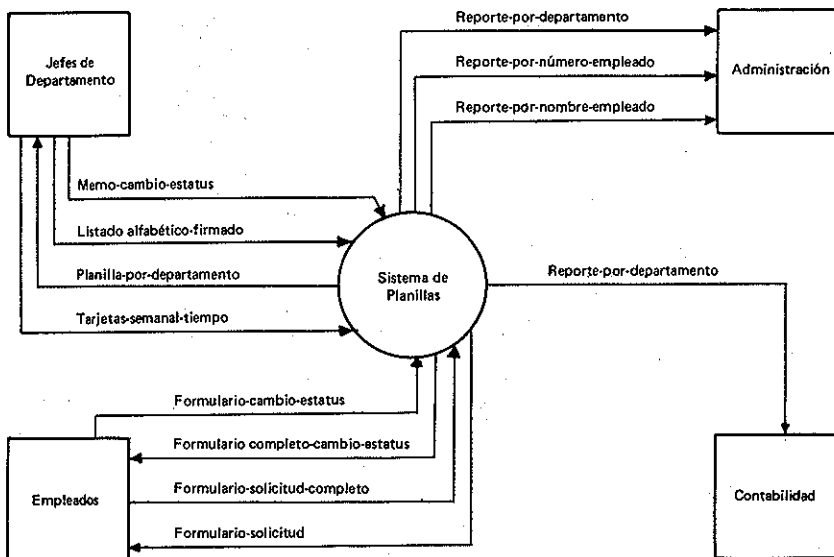 Reporte-por-departamento
Jefes de
Departamento
Reporte-por-número-empleado
Administración
Reporte-por-nombre-empleado
Memo-cambio-estatus
Listado alfabético-firmado
Planilla-por-departamento
Sistema de
Planillas
Reporte-por-departamento
Tarjetas-semanal-tiempo
Formulario-cambio-estatus
Formulario completo-cambio-estatus
Empleados
Formulario-solicitud-completo
Contabilidad
Formulario-solicitud